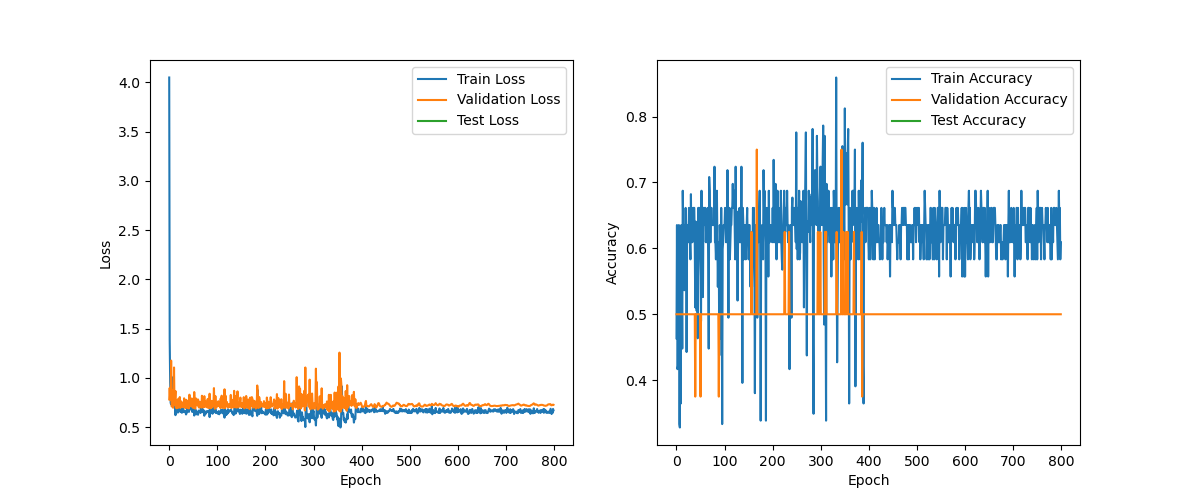 Train Loss
Validation Loss
Test Loss
4.0
3.5
3.0
2.5
2.0
1.5
1.0
0.5
Loss
0 100 200 300 400 500 600 700 800
Epoch
Train Accuracy
Validation Accuracy
Test Accuracy
0.8
0.7
0.6
0.5
0.4
Accuracy
0 100 200 300 400 500 600 700 800
Epoch